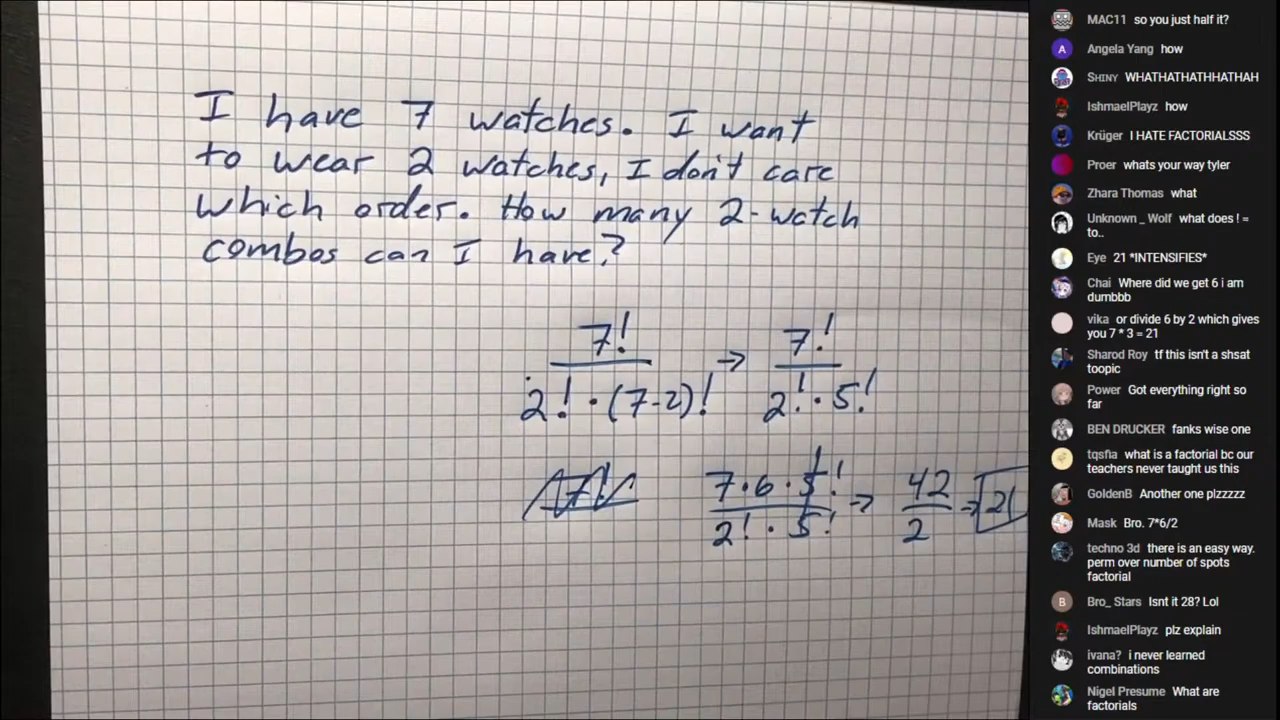 I have 7 watches. I want
to wear 2 watches, I don't care
which order. How many 2-watch
combos can I have?
7! / 2! · (7-2)! → 7! / 2! · 5!
7 · 6 · 5! / 2! · 5! → 42 / 2 → 21
MAC11 so you just half it?
Angela Yang how
SHINY WHATHATHATHHATHAH
IshmaelPlayz how
Krüger I HATE FACTORIALSSS
Proer whats your way tyler
Zhara Thomas what
Unknown _ Wolf what does ! =
to..
Eye 21 *INTENSIFIES*
Chai Where did we get 6 i am
dumbbb
vika or divide 6 by 2 which gives
you 7 * 3 = 21
Sharod Roy tf this isn't a shsat
toopic
Power Got everything right so
far
BEN DRUCKER fanks wise one
tqsfia what is a factorial bc our
teachers never taught us this
GoldenB Another one plzzzzz
Mask Bro. 7*6/2
techno 3d there is an easy way.
perm over number of spots
factorial
B
Bro_ Stars Isnt it 28? Lol
IshmaelPlayz plz explain
ivana? i never learned
combinations
Nigel Presume What are
factorials
A